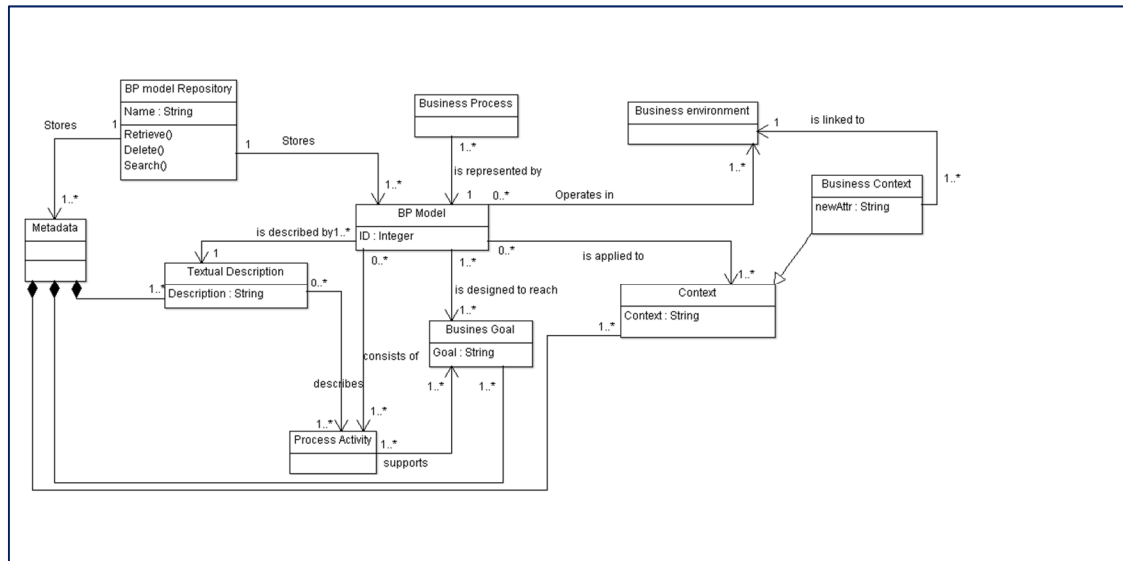 BP model Repository
Name : String
Retrieve()
Delete()
Search()
Business Process
Business environment
Stores
1
1
Stores
1..*
is represented by
1
1..*
is linked to
1
1..*
Business Context
newAttr : String
1..*
Metadata
1..*
0..*
Operates in
BP Model
ID : Integer
is described by1..*
1
Textual Description
Description : String
1..*
0..*
0..*
1..*
is designed to reach
1..*
0..*
is applied to
1..*
Context
Context : String
1..*
Busines Goal
Goal : String
consists of
describes
1..*
1..*
1..*
1..*
Process Activity
1..*
supports